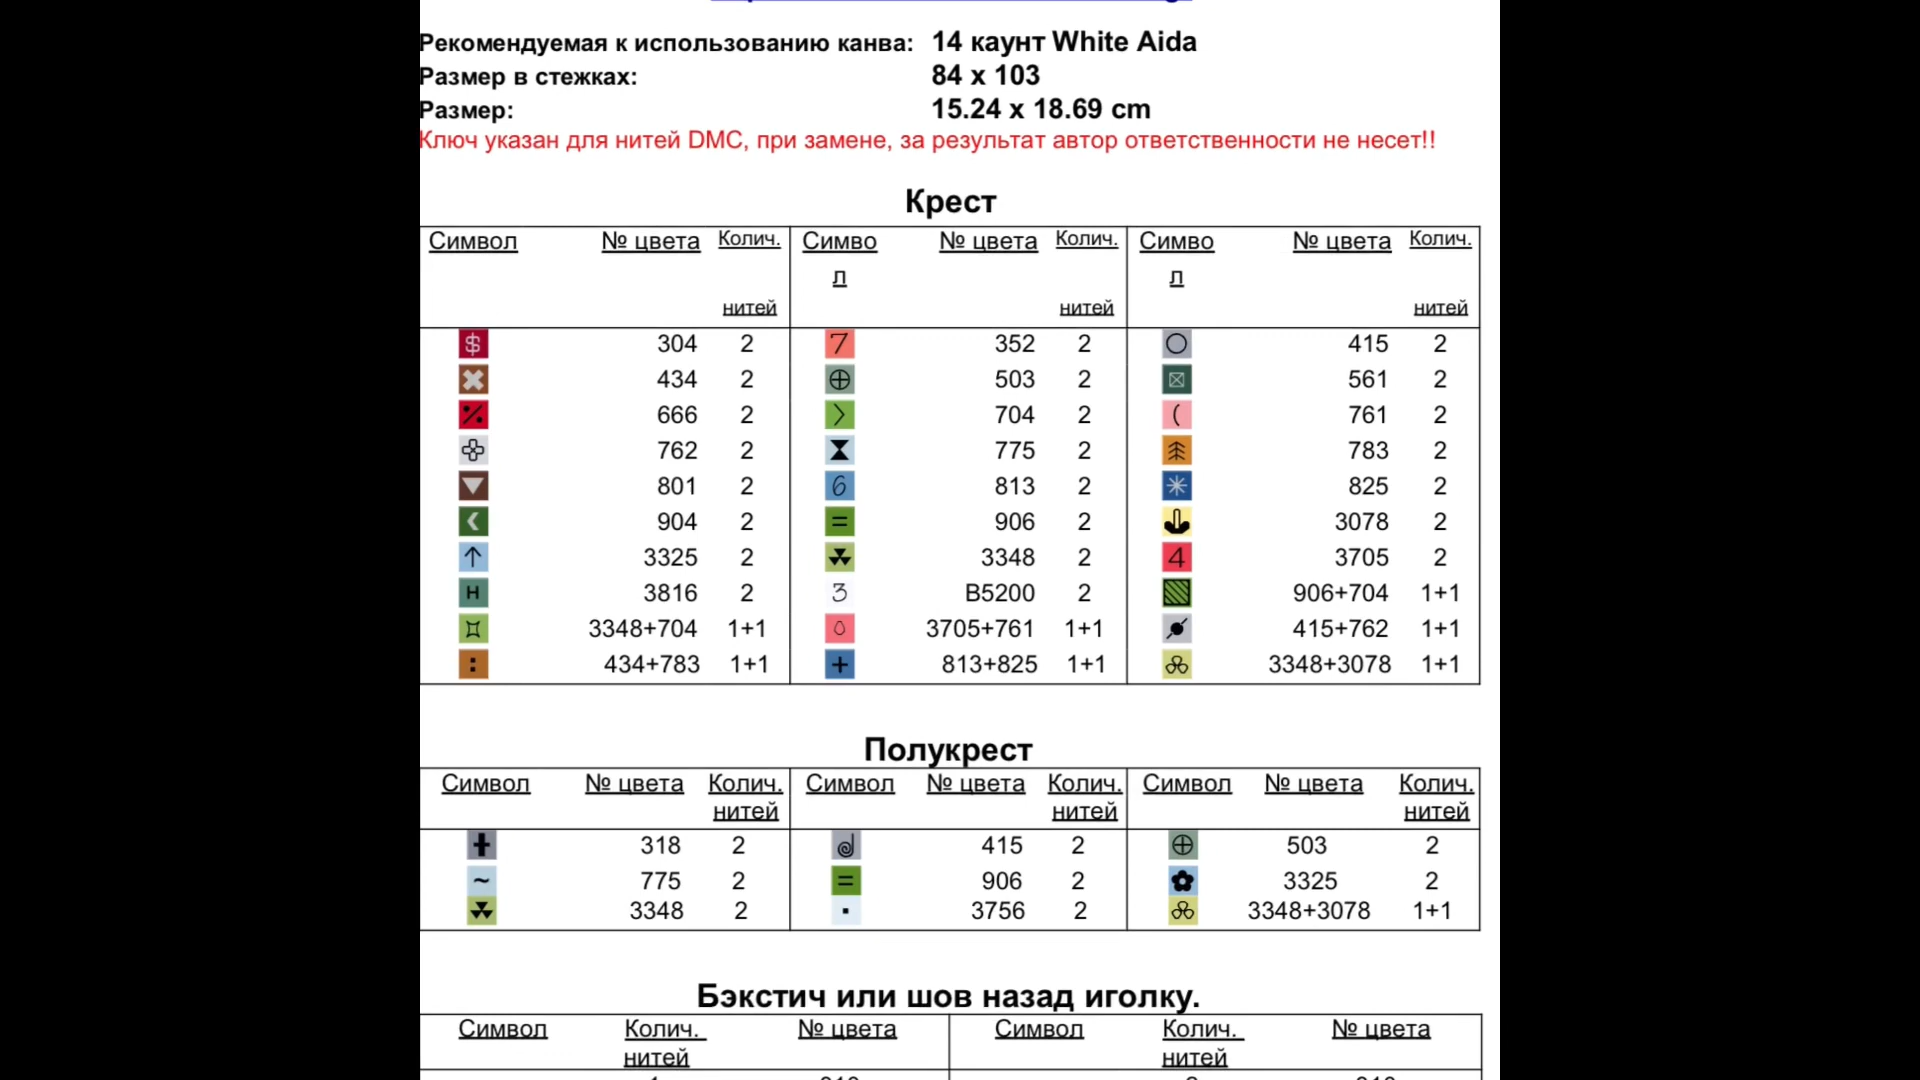 Рекомендуемая к использованию канва: 14 каунт White Aida
Размер в стежках: 84 x 103
Размер: 15.24 x 18.69 cm
Ключ указан для нитей DMC, при замене, за результат автор ответственности не несет!!
Крест
Символ № цвета Колич. нитей Символ № цвета Колич. нитей Символ № цвета Колич. нитей
$ 304 2 7 352 2 415 2
434 2 503 2 561 2
% 666 2 > 704 2 ( 761 2
762 2 775 2 783 2
801 2 6 813 2 825 2
904 2 = 906 2 3078 2
↑ 3325 2 3348 2 4 3705 2
H 3816 2 3 B5200 2 906+704 1+1
3348+704 1+1 3705+761 1+1 415+762 1+1
: 434+783 1+1 + 813+825 1+1 3348+3078 1+1
Полукрест
Символ № цвета Колич. нитей Символ № цвета Колич. нитей Символ № цвета Колич. нитей
318 2 415 2 503 2
~ 775 2 = 906 2 3325 2
3348 2 3756 2 3348+3078 1+1
Бэкстич или шов назад иголку.
Символ Колич. нитей № цвета Символ Колич. нитей № цвета